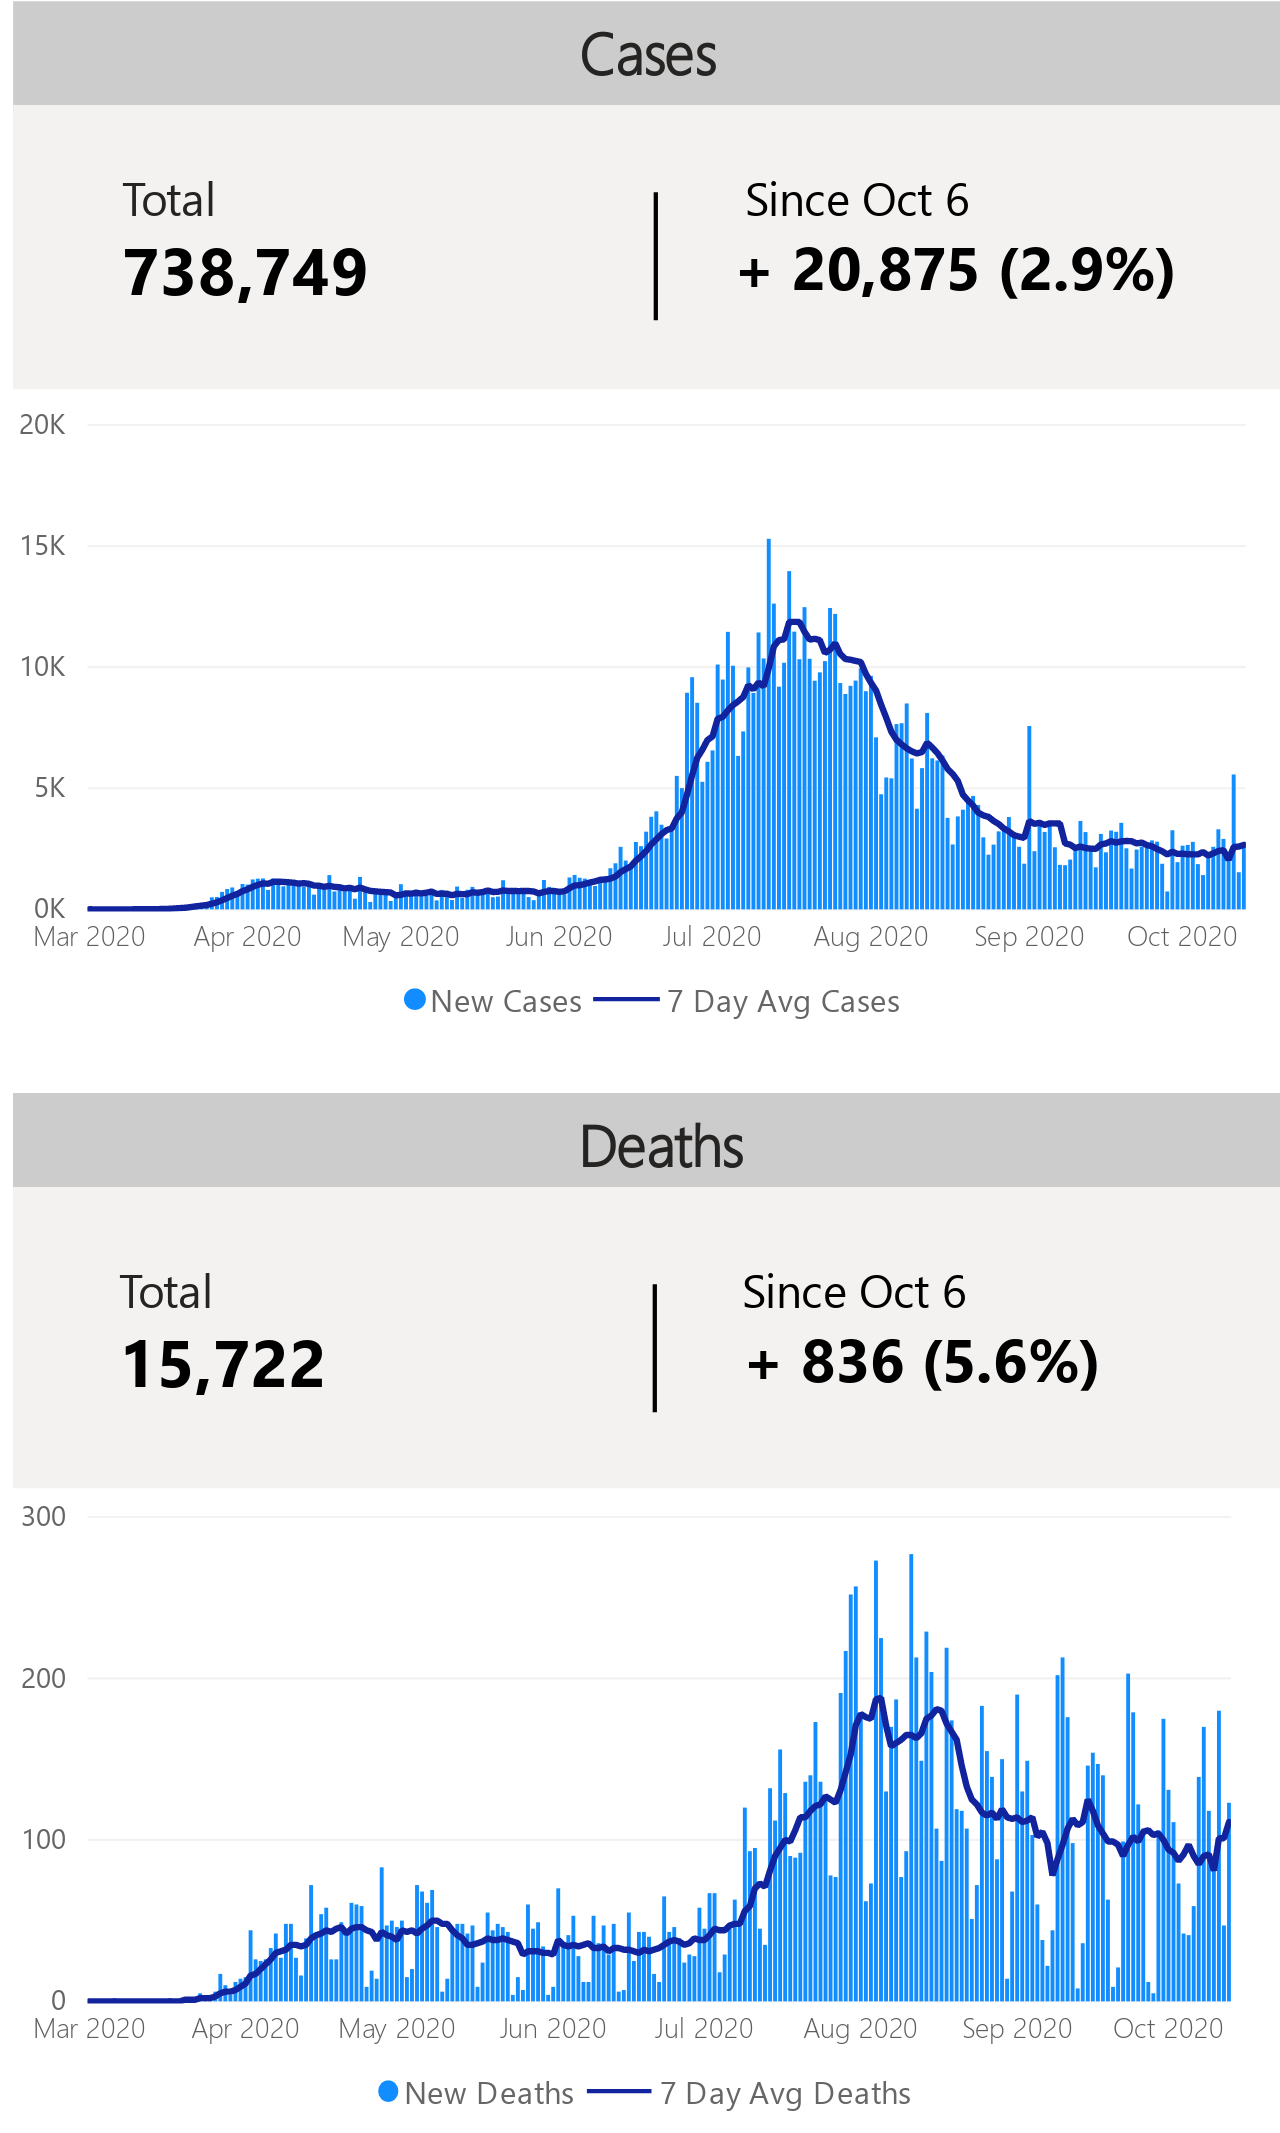 Cases
Total
Since Oct 6
738,749
+ 20,875 (2.9%)
20K
15K
10K
5K
0K
Mar 2020 Apr 2020 May 2020 Jun 2020 Jul 2020 Aug 2020 Sep 2020 Oct 2020
New Cases 7 Day Avg Cases
Deaths
Total
Since Oct 6
15,722
+ 836 (5.6%)
300
200
100
0
Mar 2020 Apr 2020 May 2020 Jun 2020 Jul 2020 Aug 2020 Sep 2020 Oct 2020
New Deaths 7 Day Avg Deaths